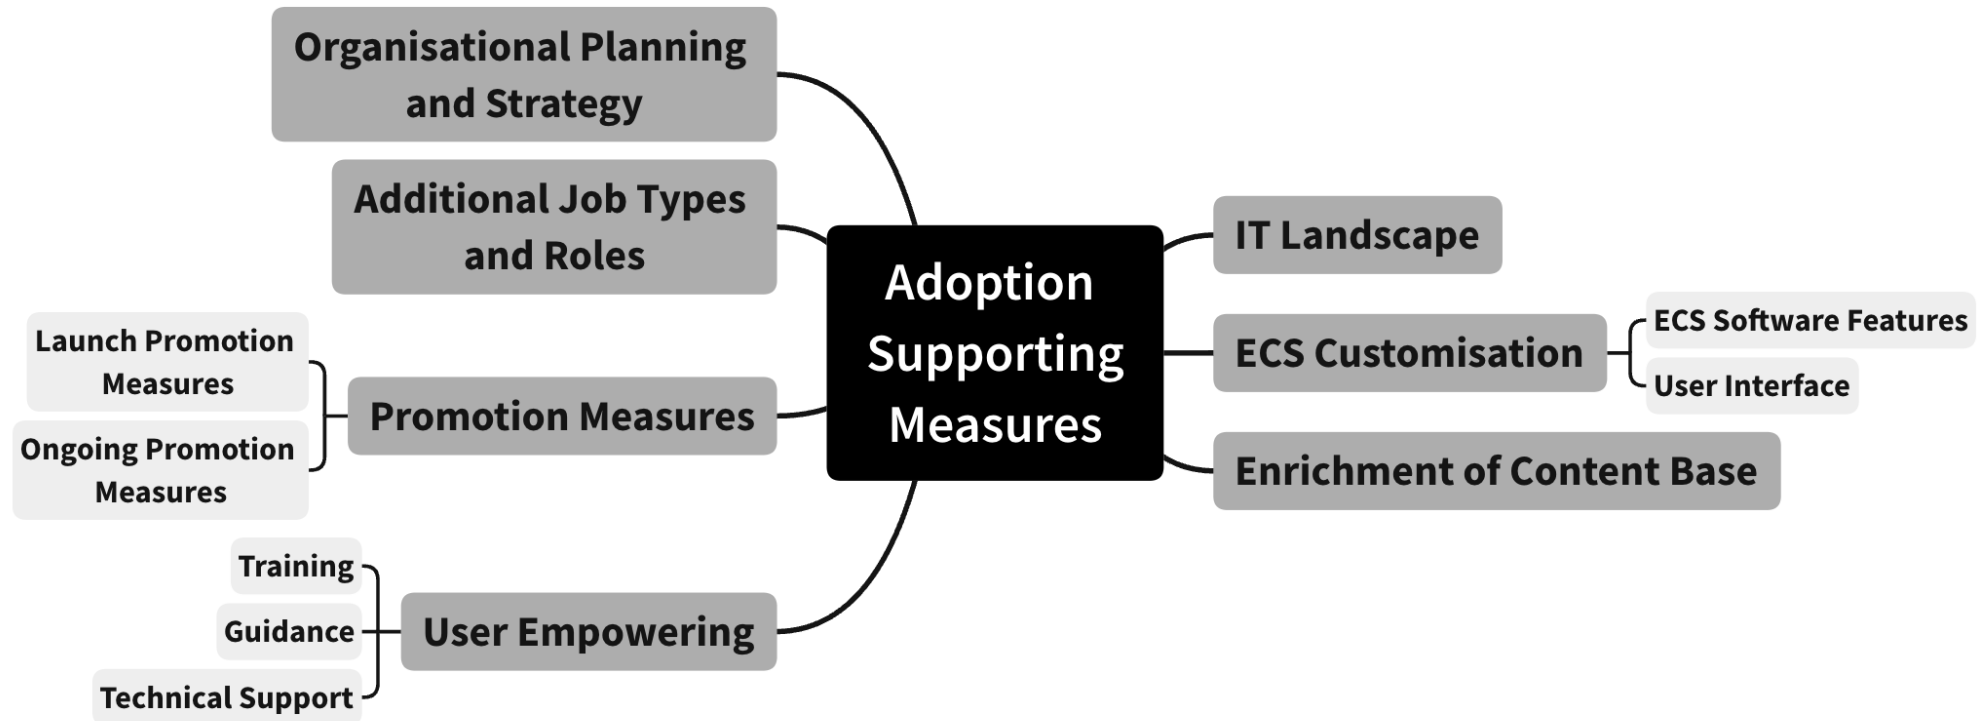 Organisational Planning
and Strategy
Additional Job Types
and Roles
Launch Promotion
Measures
Ongoing Promotion
Measures
Promotion Measures
Training
Guidance
Technical Support
User Empowering
Adoption
Supporting
Measures
IT Landscape
ECS Customisation
ECS Software Features
User Interface
Enrichment of Content Base